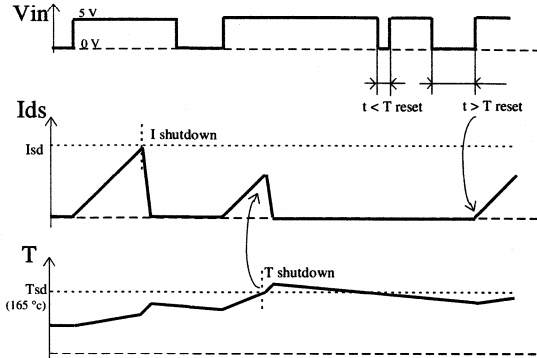 Vin
5 V
0 V
t < T reset
t > T reset
Ids
I shutdown
Isd
T
T shutdown
Tsd
(165 °c)